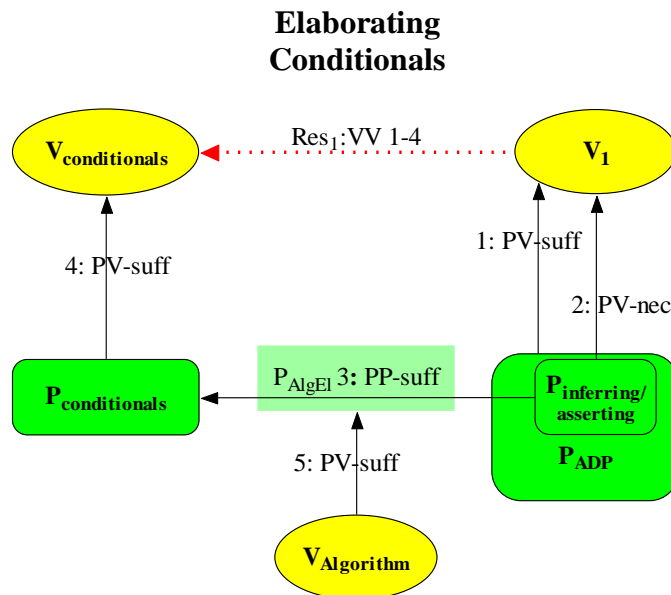 Elaborating
Conditionals
Vconditionals
Res1:VV 1-4
V1
1: PV-suff
4: PV-suff
2: PV-nec
PAlgEl 3: PP-suff
Pconditionals
Pinferring/
asserting
PADP
5: PV-suff
VAlgorithm